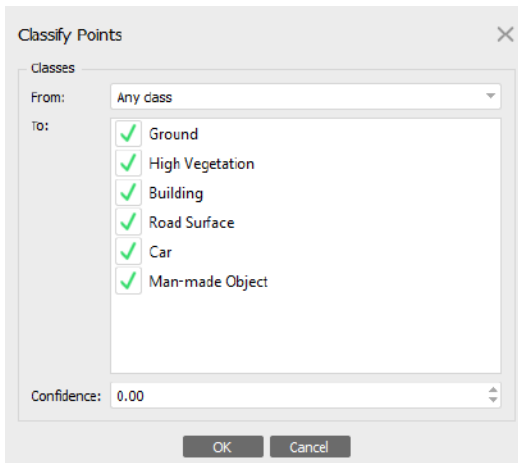 Classify Points
Classes
From: Any class
To:
Ground
High Vegetation
Building
Road Surface
Car
Man-made Object
Confidence: 0.00
OK Cancel